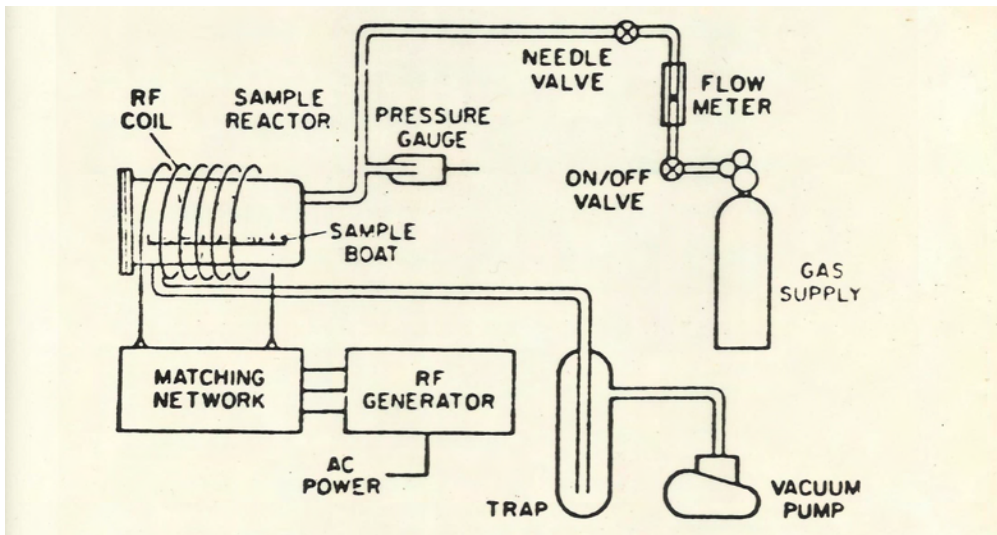 NEEDLE
VALVE
FLOW
METER
RF
COIL
SAMPLE
REACTOR
PRESSURE
GAUGE
ON/OFF
VALVE
SAMPLE
BOAT
GAS
SUPPLY
MATCHING
NETWORK
RF
GENERATOR
AC
POWER
TRAP
VACUUM
PUMP